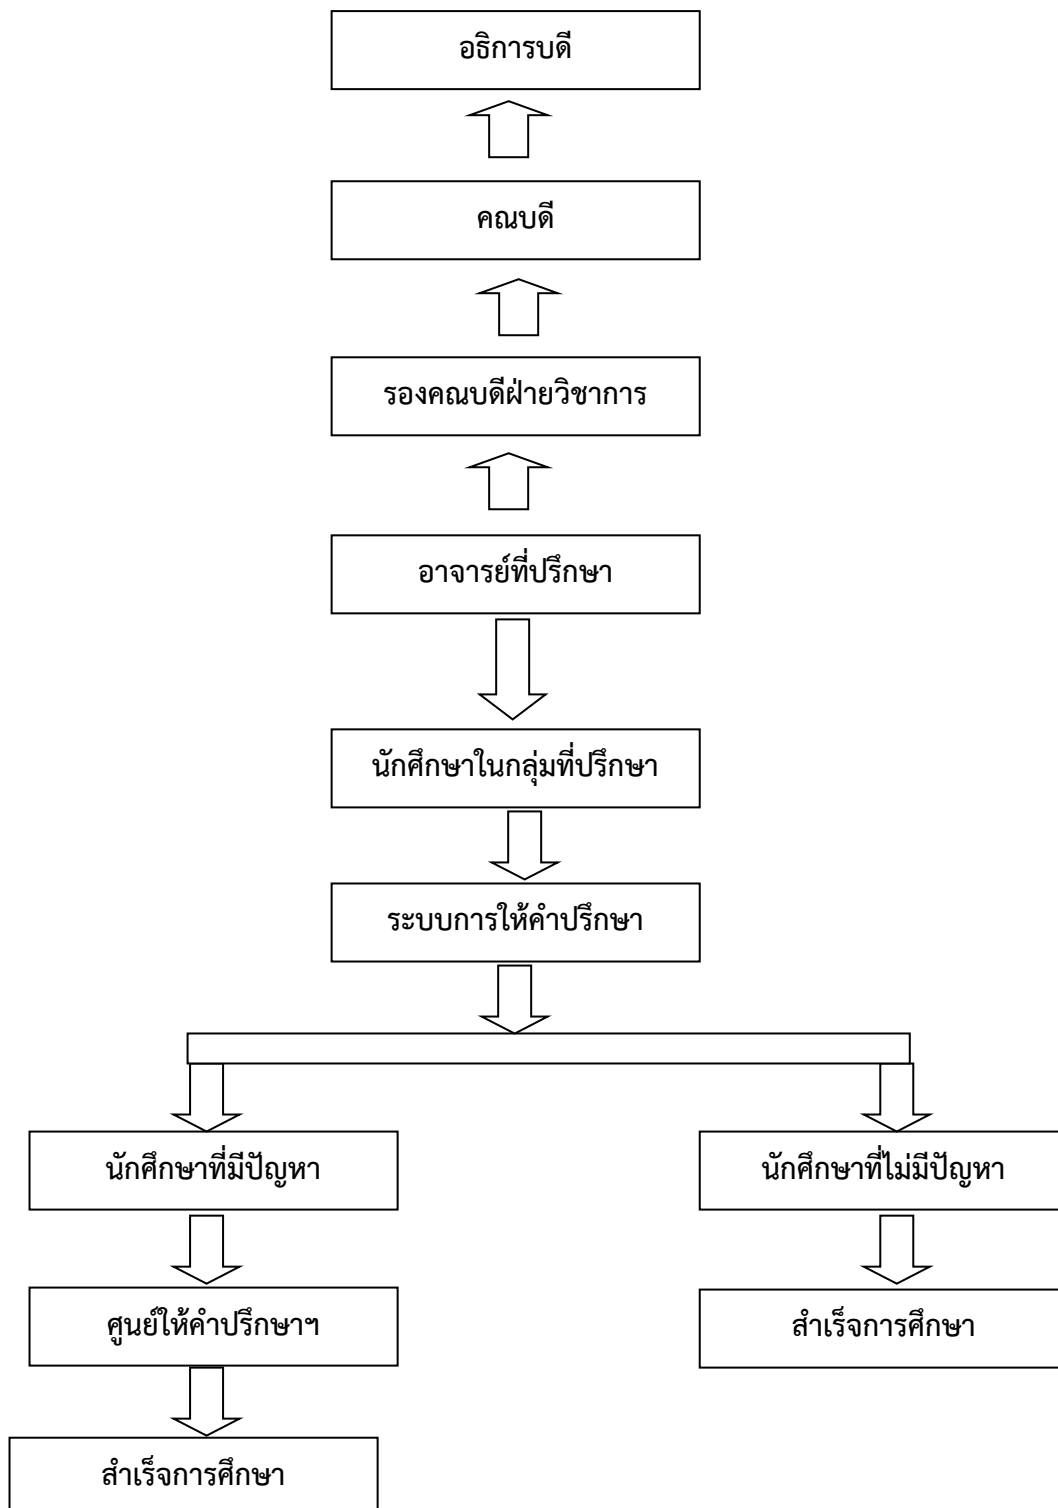 อธิการบดี
คณบดี
รองคณบดีฝ่ายวิชาการ
อาจารย์ที่ปรึกษา
นักศึกษาในกลุ่มที่ปรึกษา
ระบบการให้คำปรึกษา
นักศึกษาที่มีปัญหา
นักศึกษาที่ไม่มีปัญหา
ศูนย์ให้คำปรึกษาฯ
สำเร็จการศึกษา
สำเร็จการศึกษา